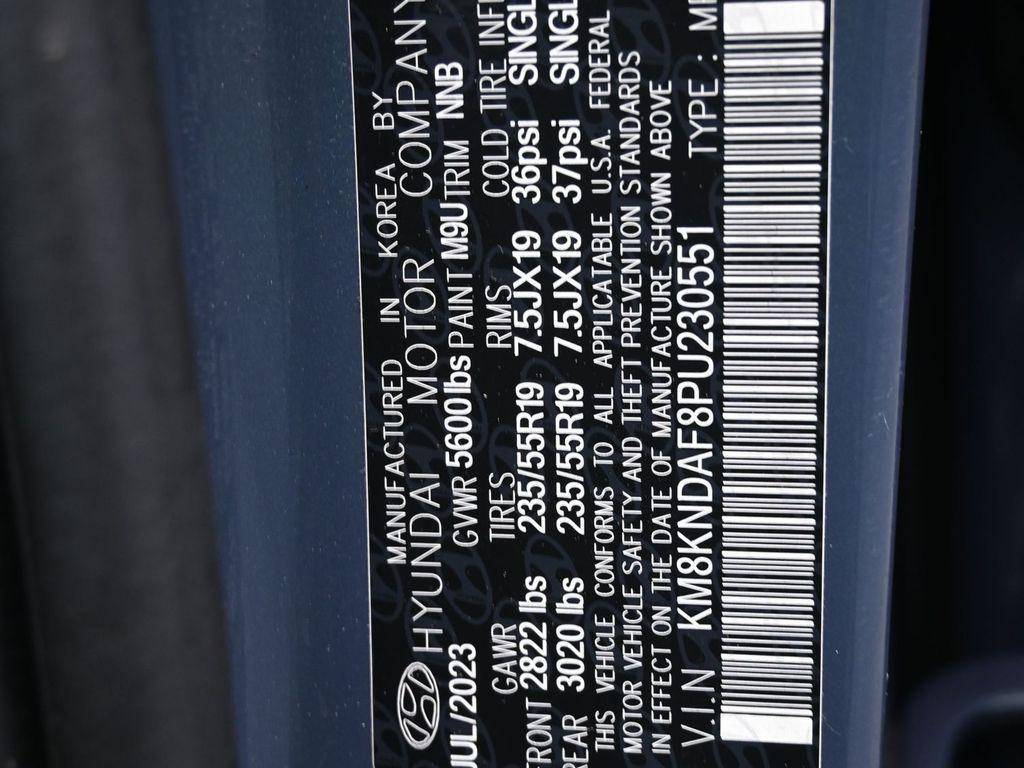 MANUFACTURED IN KOREA BY
HYUNDAI MOTOR COMPANY
JUL/2023 GVWR 5600lbs PAINT M9U TRIM NNB
GAWR TIRES RIMS COLD TIRE INF
FRONT 2822 lbs 235/55R19 7.5JX19 36psi SINGL
REAR 3020 lbs 235/55R19 7.5JX19 37psi SINGL
THIS VEHICLE CONFORMS TO ALL APPLICATABLE U.S.A. FEDERAL
MOTOR VEHICLE SAFETY AND THEFT PREVENTION STANDARDS
IN EFFECT ON THE DATE OF MANUFACTURE SHOWN ABOVE
V.I.N KM8KNDAF8PU230551 TYPE : MP